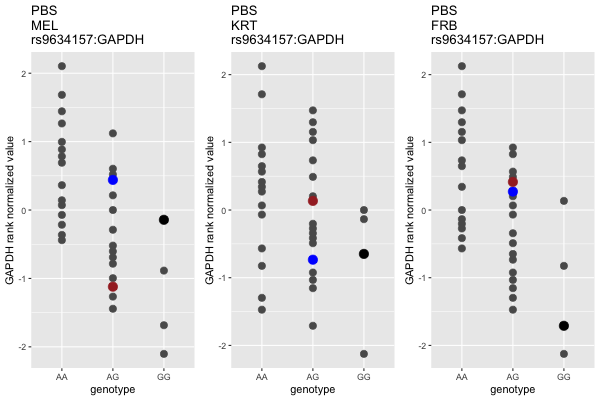 PBS
MEL
rs9634157:GAPDH
GAPDH rank normalized value
2
1
0
-1
-2
AA
AG
GG
genotype
PBS
KRT
rs9634157:GAPDH
GAPDH rank normalized value
2
1
0
-1
-2
AA
AG
GG
genotype
PBS
FRB
rs9634157:GAPDH
GAPDH rank normalized value
2
1
0
-1
-2
AA
AG
GG
genotype